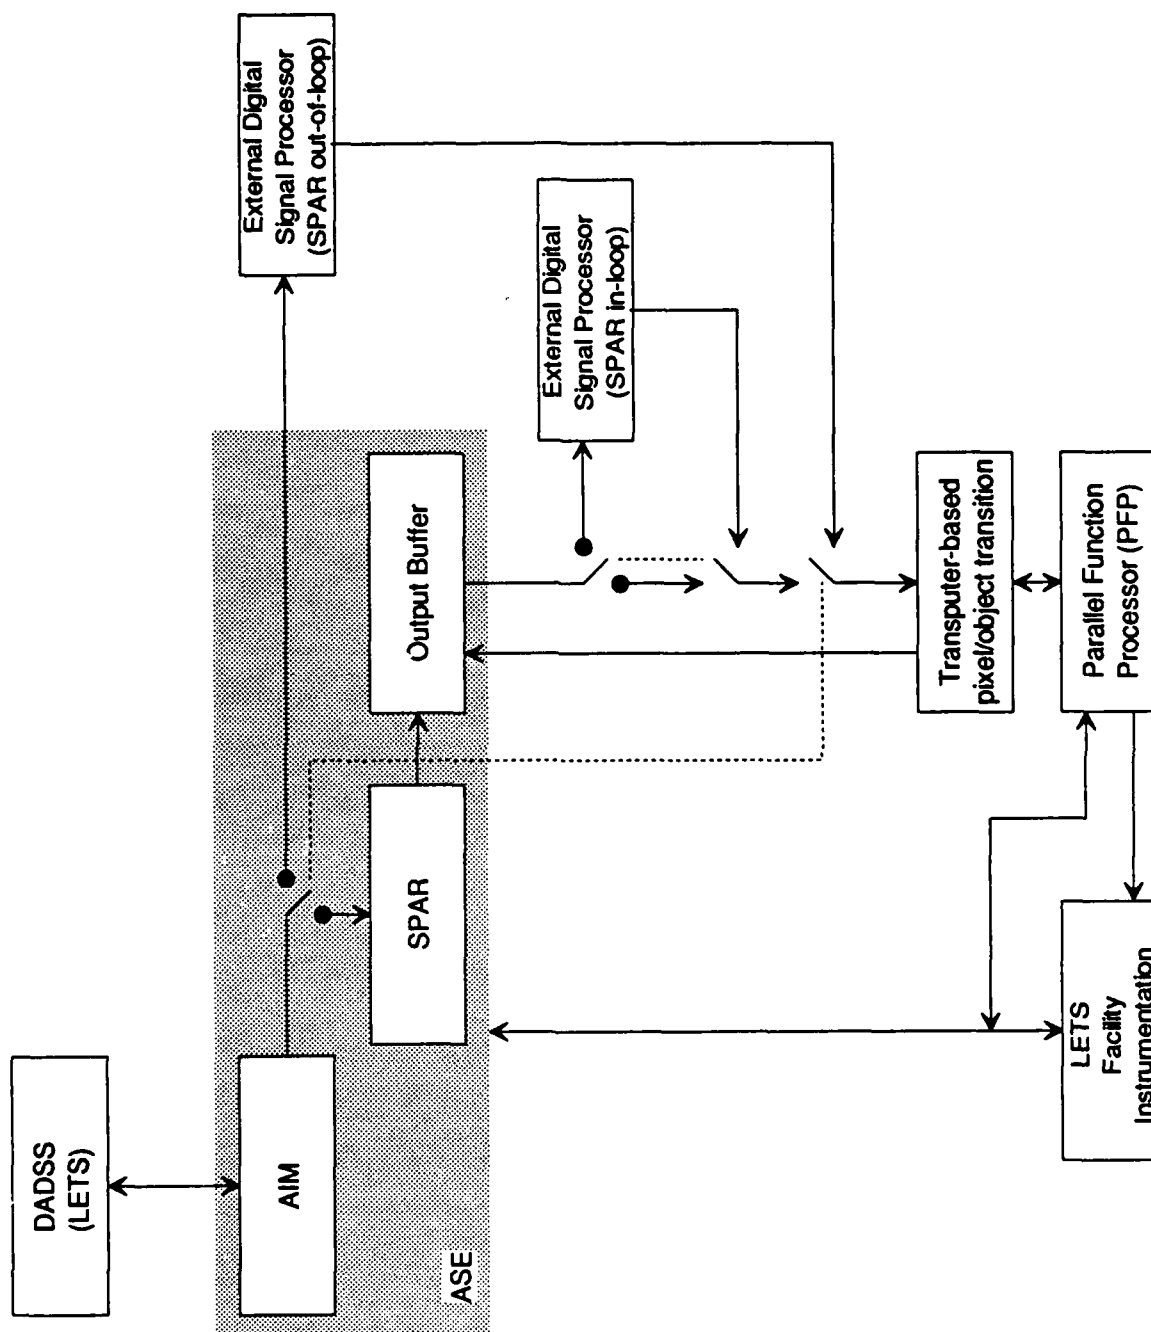 DADSS
(LETS)
AIM
ASE
SPAR
Output Buffer
External Digital
Signal Processor
(SPAR out-of-loop)
External Digital
Signal Processor
(SPAR in-loop)
Transputer-based
pixel/object transition
Parallel Function
Processor (PFP)
LETS
Facility
Instrumentation